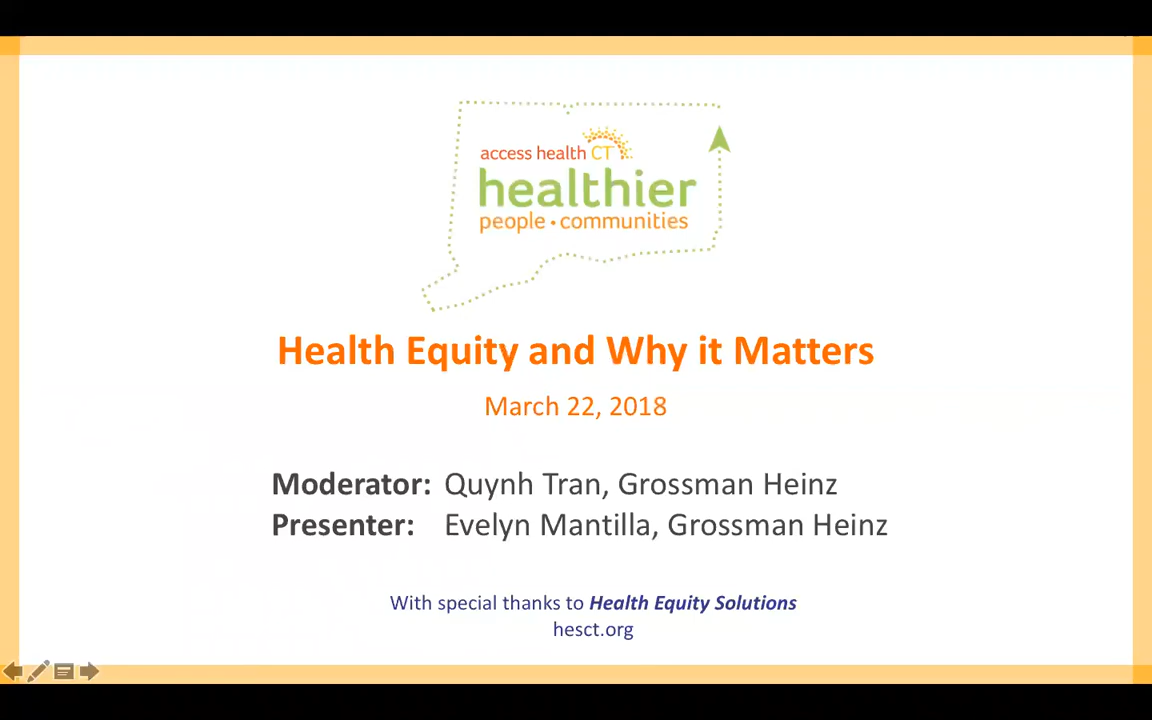 access health CT
healthier
people • communities
Health Equity and Why it Matters
March 22, 2018
Moderator: Quynh Tran, Grossman Heinz
Presenter: Evelyn Mantilla, Grossman Heinz
With special thanks to Health Equity Solutions
hesct.org